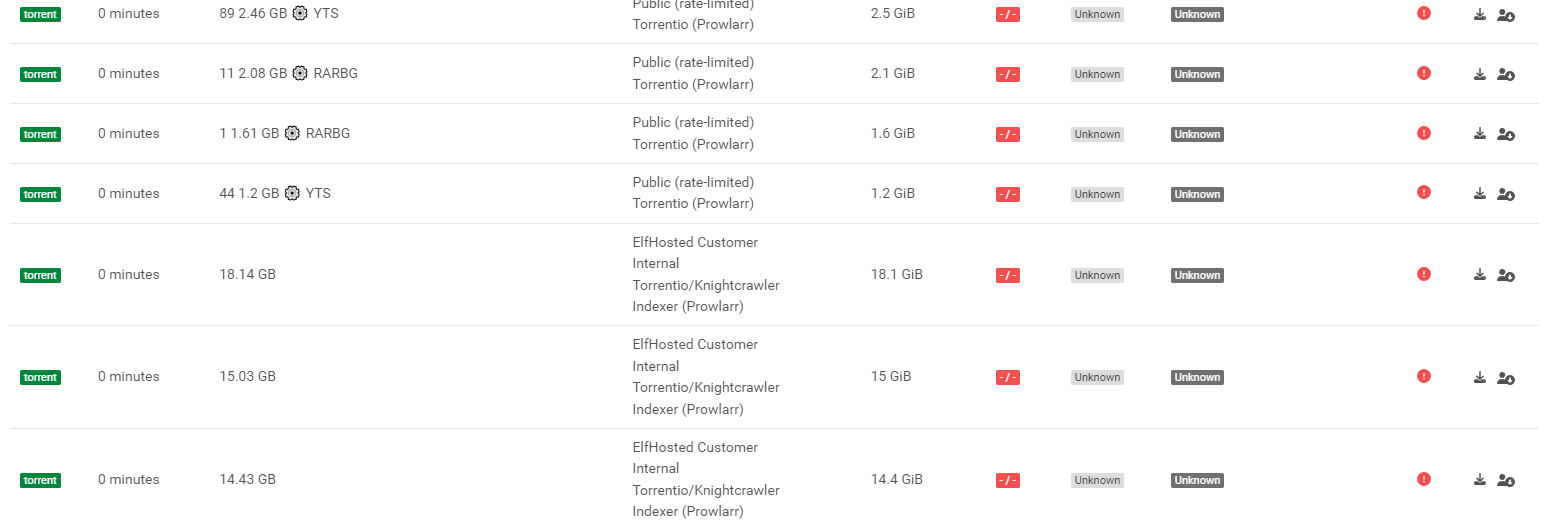 torrent 0 minutes 89 2.46 GB YTS Public (rate-limited) Torrentio (Prowlarr) 2.5 GiB -/- Unknown Unknown
torrent 0 minutes 11 2.08 GB RARBG Public (rate-limited) Torrentio (Prowlarr) 2.1 GiB -/- Unknown Unknown
torrent 0 minutes 1 1.61 GB RARBG Public (rate-limited) Torrentio (Prowlarr) 1.6 GiB -/- Unknown Unknown
torrent 0 minutes 44 1.2 GB YTS Public (rate-limited) Torrentio (Prowlarr) 1.2 GiB -/- Unknown Unknown
torrent 0 minutes 18.14 GB ElfHosted Customer Internal Torrentio/Knightcrawler Indexer (Prowlarr) 18.1 GiB -/- Unknown Unknown
torrent 0 minutes 15.03 GB ElfHosted Customer Internal Torrentio/Knightcrawler Indexer (Prowlarr) 15 GiB -/- Unknown Unknown
torrent 0 minutes 14.43 GB ElfHosted Customer Internal Torrentio/Knightcrawler Indexer (Prowlarr) 14.4 GiB -/- Unknown Unknown